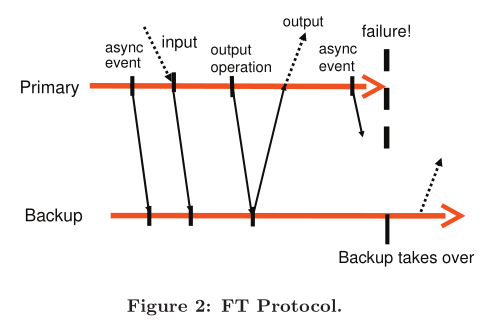 output
failure!
async
event
input
output
operation
async
event
Primary
Backup
Backup takes over
Figure 2: FT Protocol.